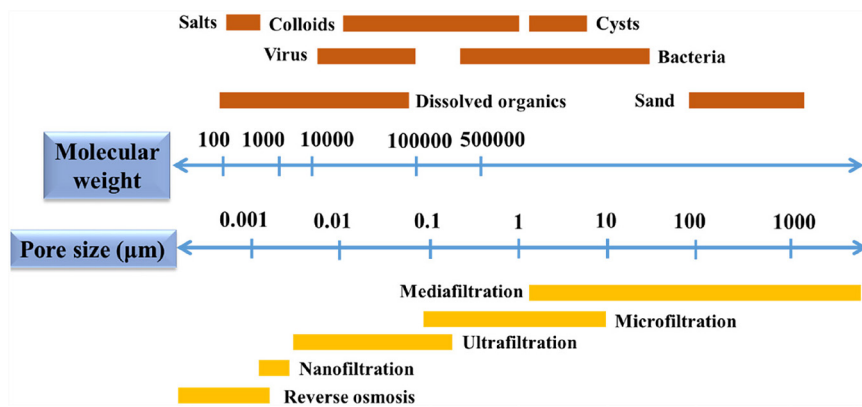 Salts
Colloids
Cysts
Virus
Bacteria
Dissolved organics
Sand
100 1000 10000 100000 500000
Molecular
weight
0.001 0.01 0.1 1 10 100 1000
Pore size (µm)
Mediafiltration
Microfiltration
Ultrafiltration
Nanofiltration
Reverse osmosis